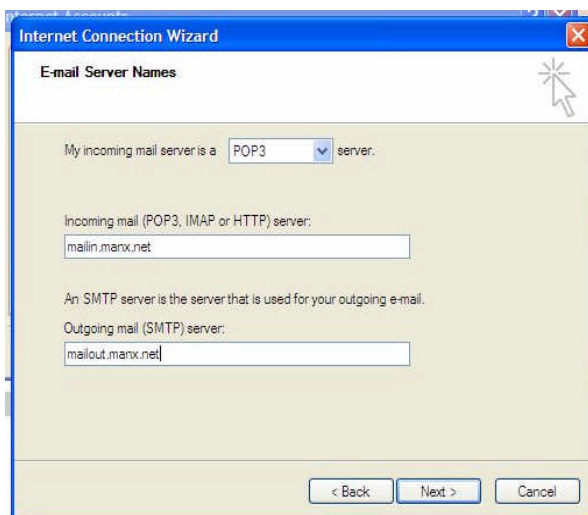 Internet Accounts
Internet Connection Wizard
E-mail Server Names
My incoming mail server is a POP3 server.
Incoming mail (POP3, IMAP or HTTP) server:
mailin.manx.net
An SMTP server is the server that is used for your outgoing e-mail.
Outgoing mail (SMTP) server:
mailout.manx.net
< Back Next > Cancel